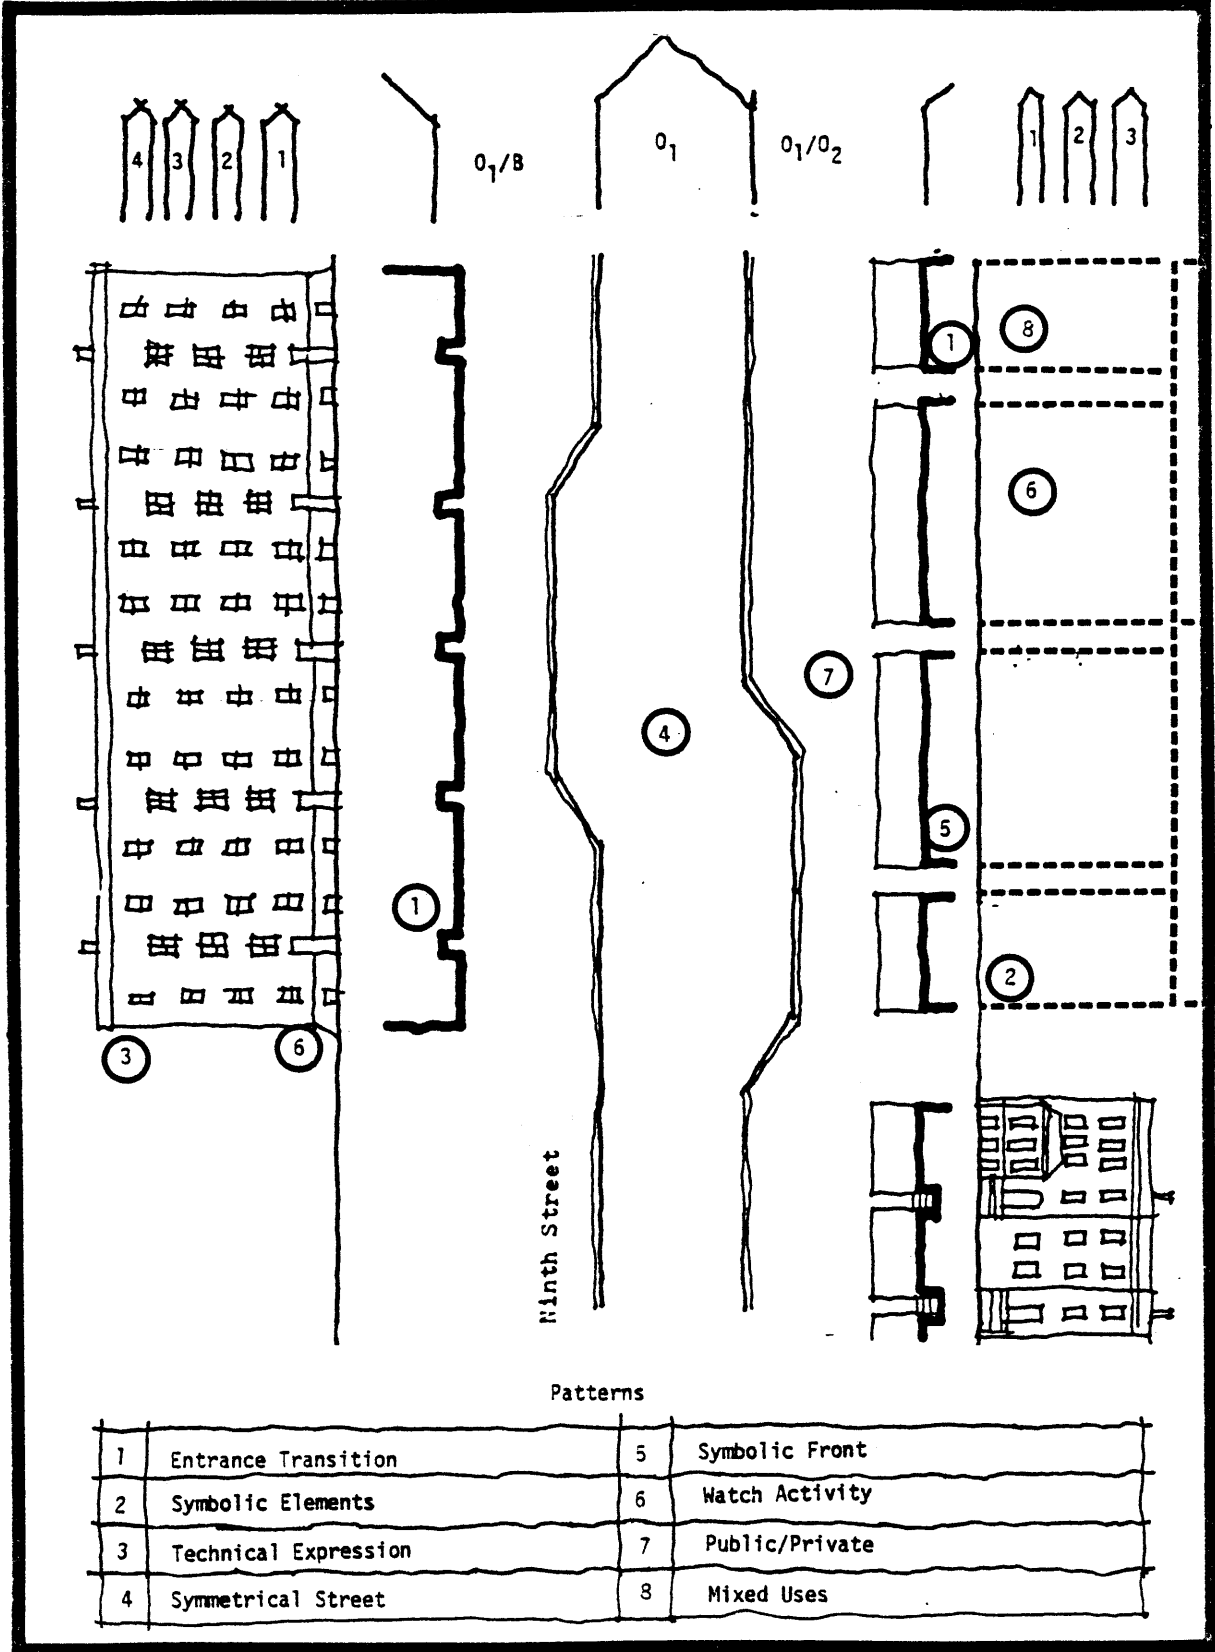 4 3 2 1
O₁/B
O₁
O₁/O₂
1 2 3
1
8
6
7
4
5
1
2
3
6
Ninth Street
Patterns
1 Entrance Transition 5 Symbolic Front
2 Symbolic Elements 6 Watch Activity
3 Technical Expression 7 Public/Private
4 Symmetrical Street 8 Mixed Uses